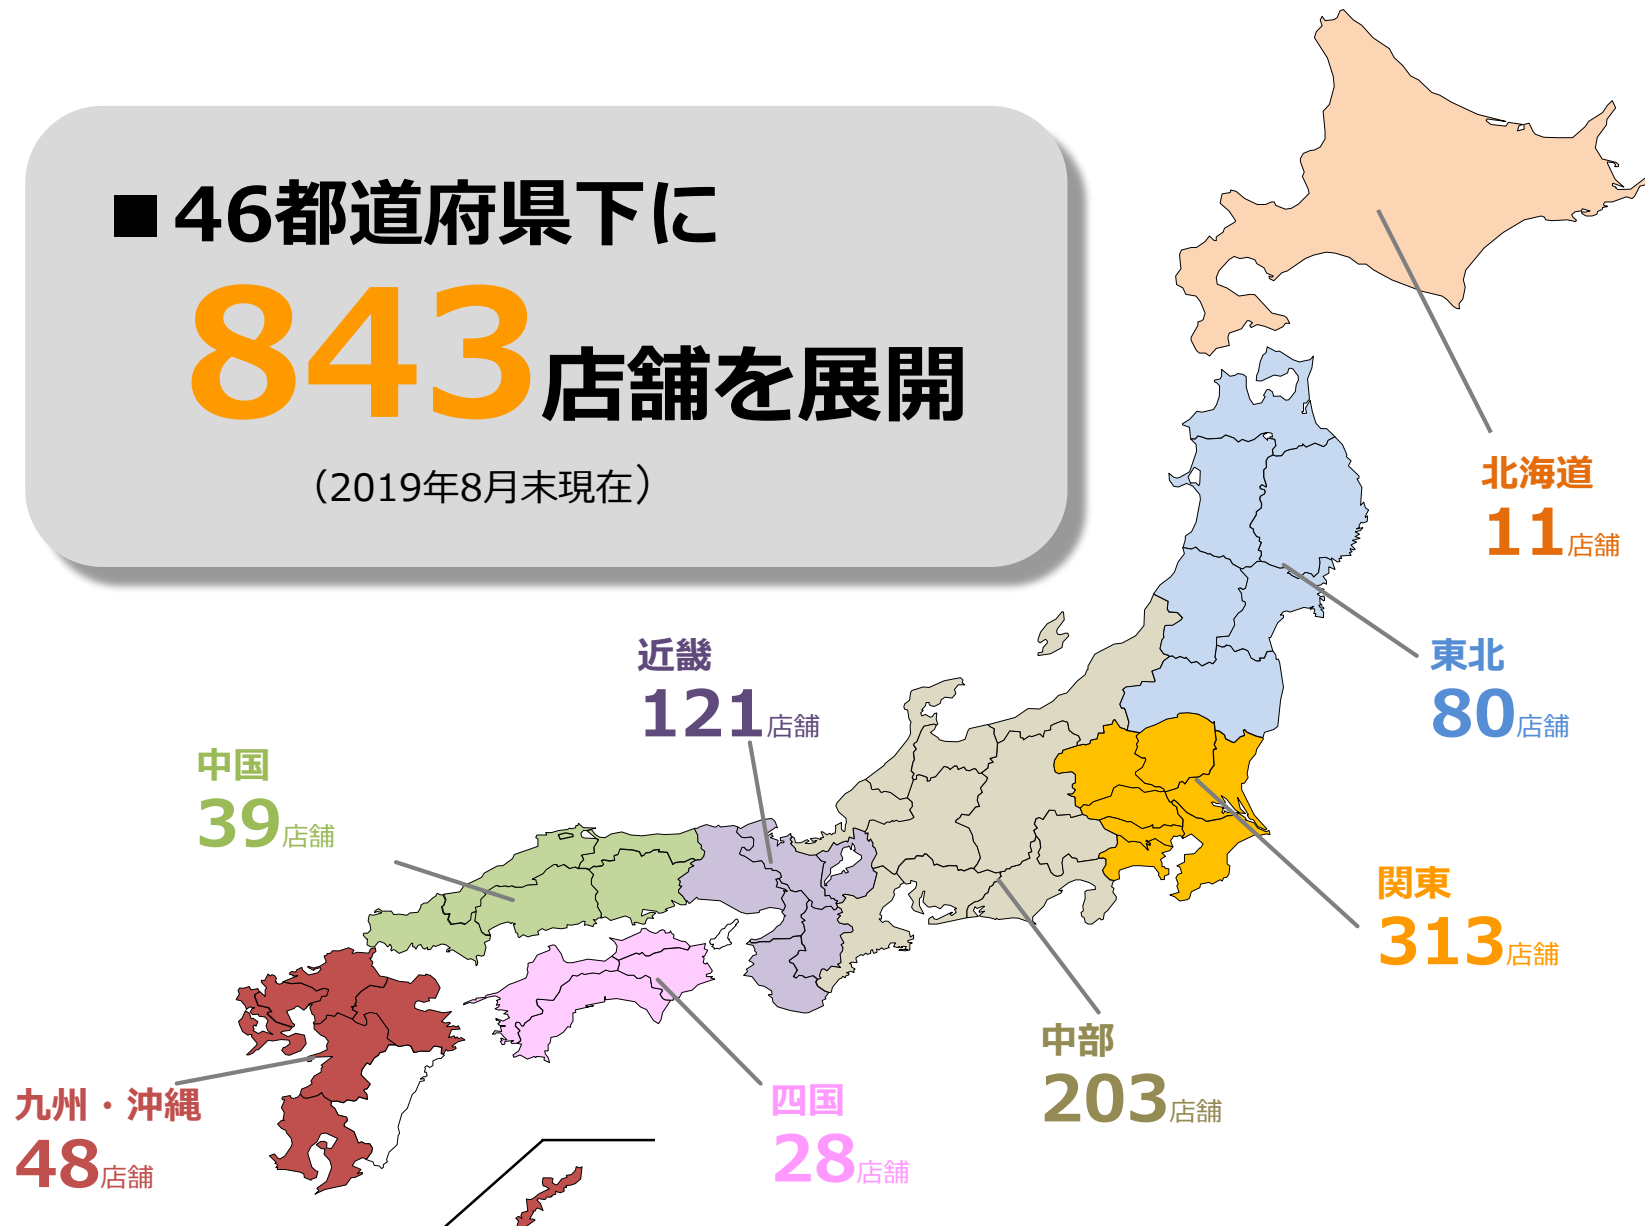 ■46都道府県下に
843店舗を展開
（2019年8月末現在）
北海道
11店舗
東北
80店舗
近畿
121店舗
中国
39店舗
関東
313店舗
中部
203店舗
四国
28店舗
九州・沖縄
48店舗